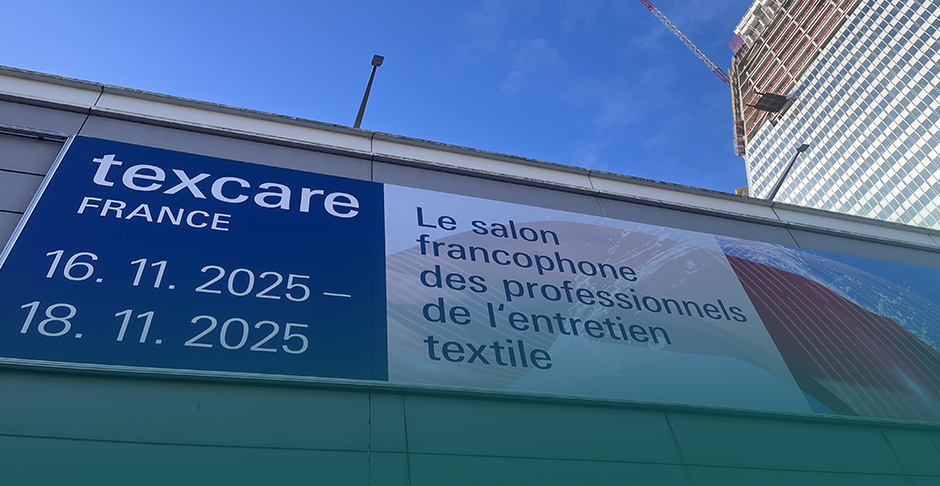 texcare
FRANCE
16. 11. 2025 –
18. 11. 2025
Le salon
francophone
des professionnels
de l'entretien
textile